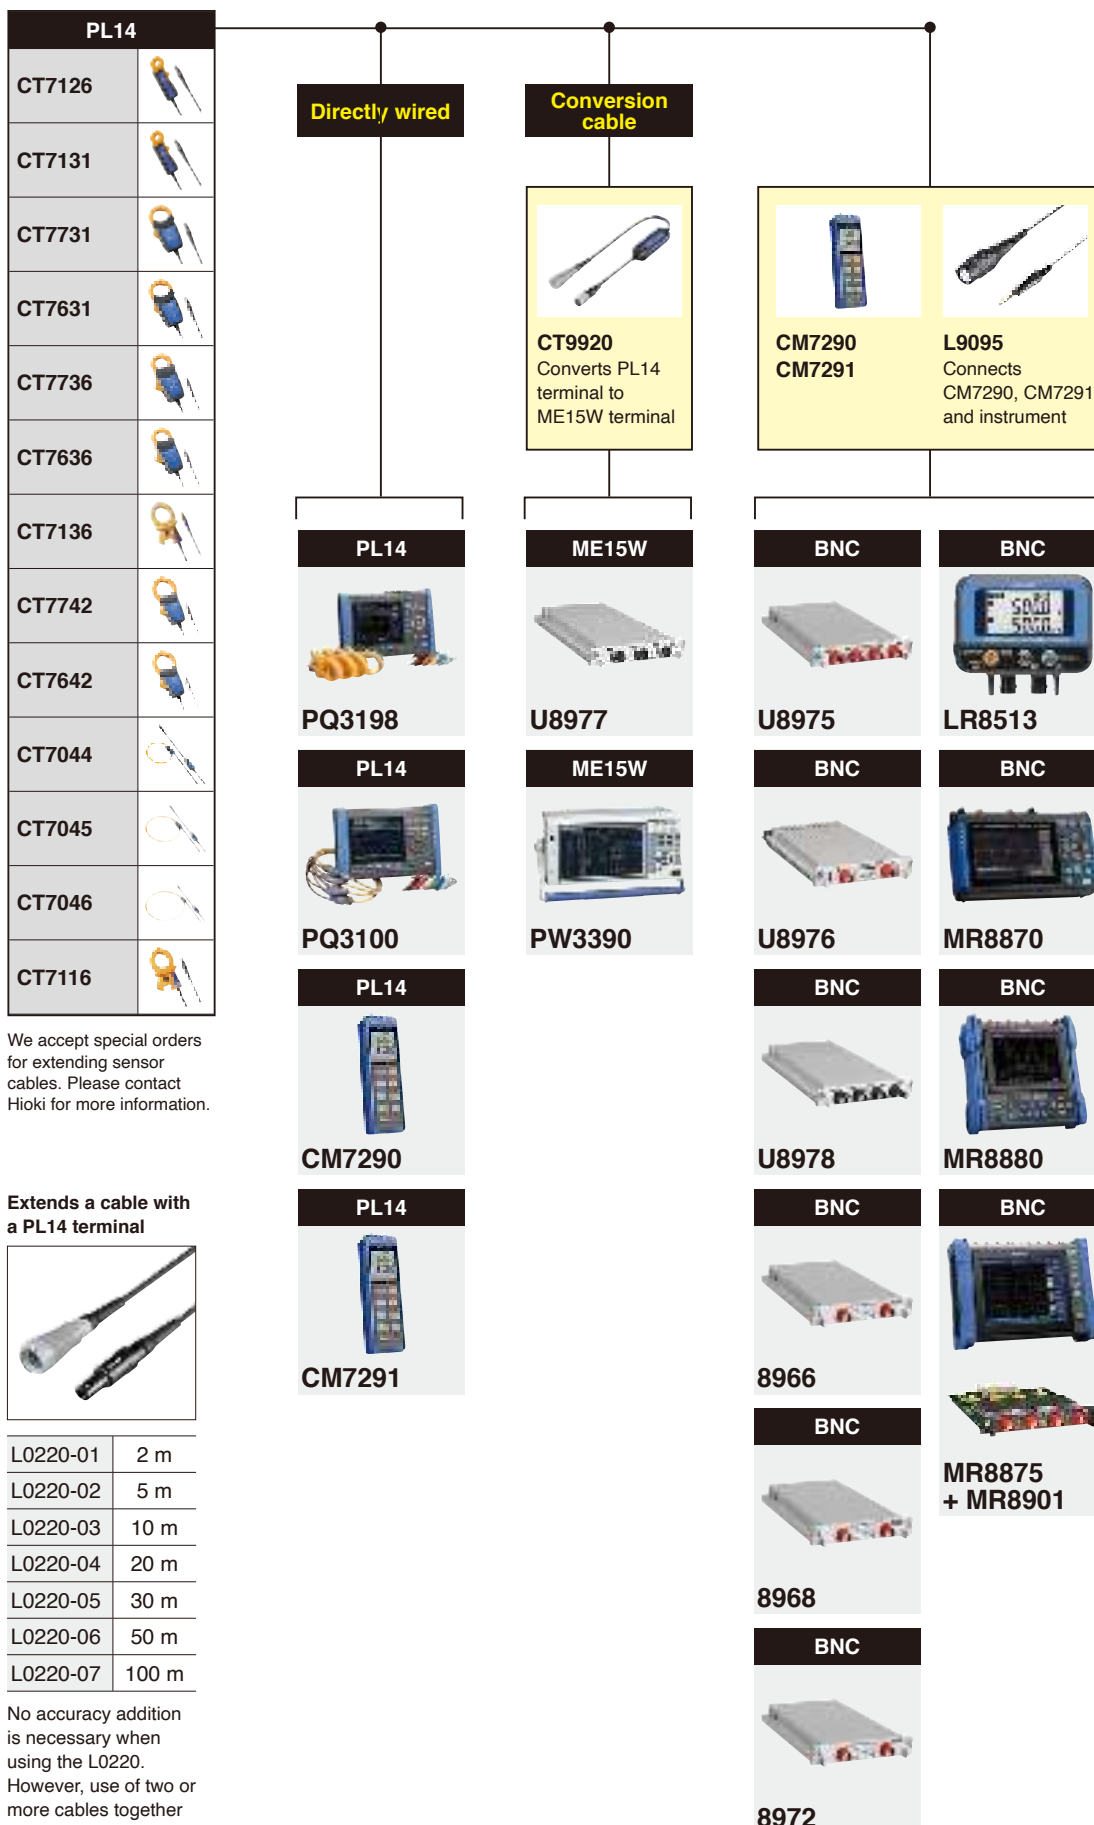 PL14
CT7126
CT7131
CT7731
CT7631
CT7736
CT7636
CT7136
CT7742
CT7642
CT7044
CT7045
CT7046
CT7116
We accept special orders
for extending sensor
cables. Please contact
Hioki for more information.
Extends a cable with
a PL14 terminal
L0220-01 2 m
L0220-02 5 m
L0220-03 10 m
L0220-04 20 m
L0220-05 30 m
L0220-06 50 m
L0220-07 100 m
No accuracy addition
is necessary when
using the L0220.
However, use of two or
more cables together
Directly wired
PL14
PQ3198
PL14
PQ3100
PL14
CM7290
PL14
CM7291
Conversion
cable
CT9920
Converts PL14
terminal to
ME15W terminal
ME15W
U8977
ME15W
PW3390
CM7290
CM7291
L9095
Connects
CM7290, CM7291
and instrument
BNC
U8975
BNC
U8976
BNC
U8978
BNC
8966
BNC
8968
BNC
8972
BNC
LR8513
BNC
MR8870
BNC
MR8880
BNC
MR8875
+ MR8901